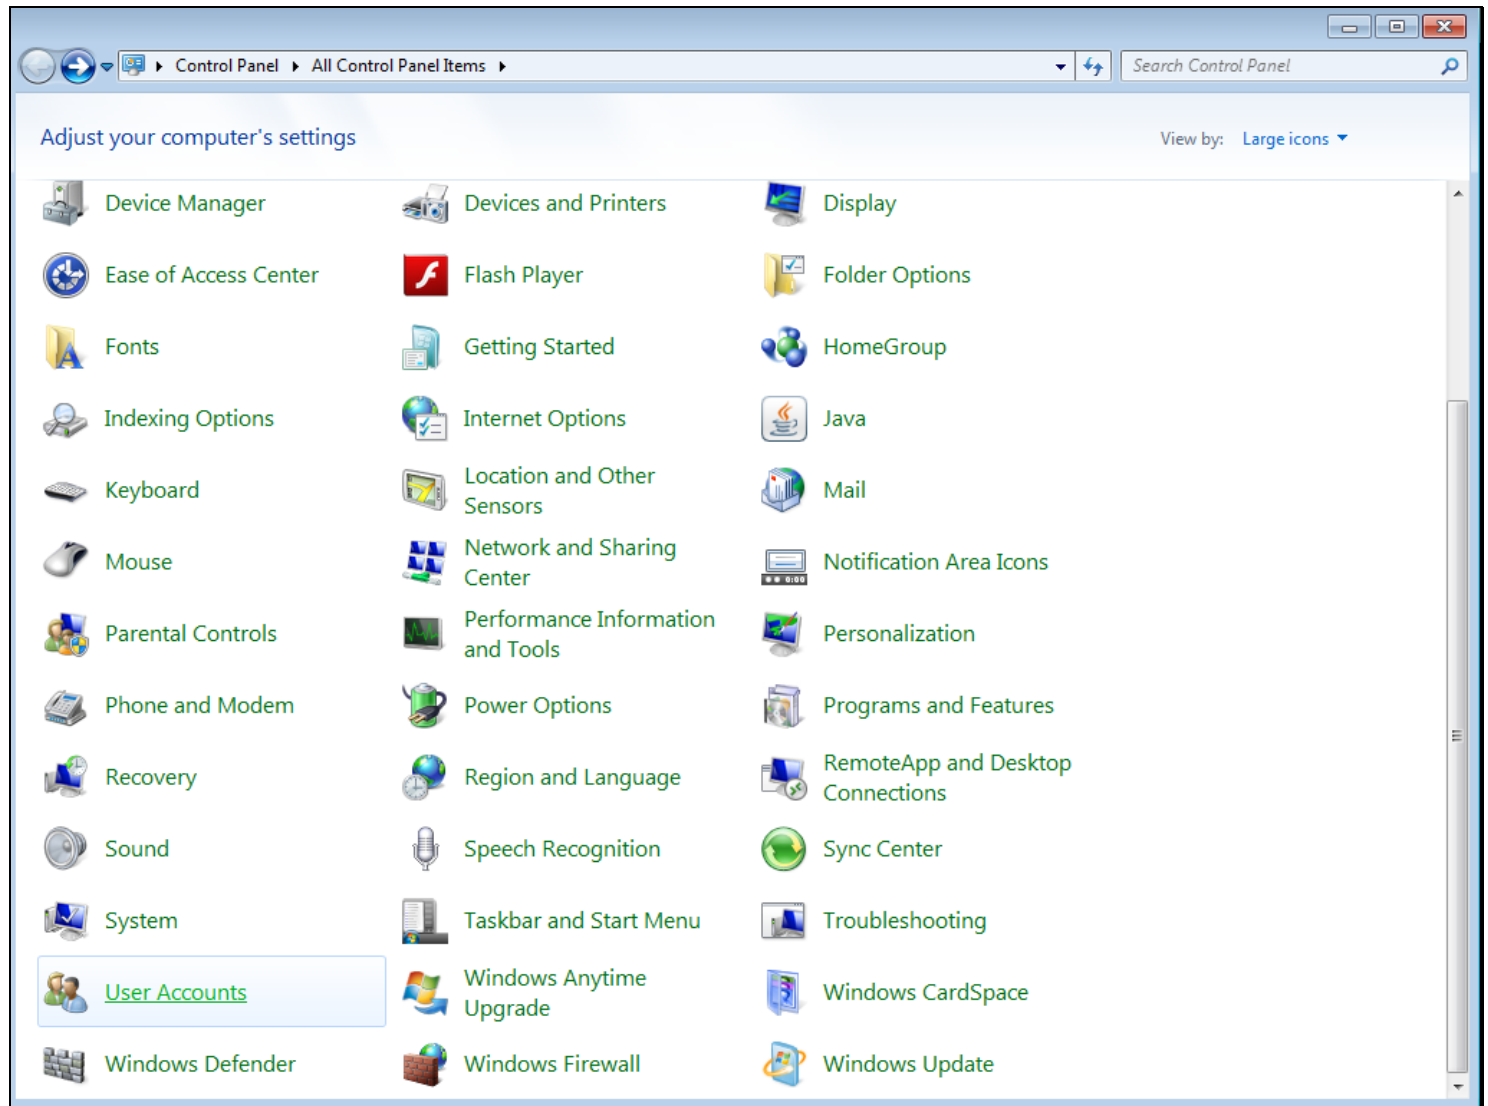 Control Panel All Control Panel Items
Search Control Panel
Adjust your computer's settings
View by: Large icons
Device Manager
Devices and Printers
Display
Ease of Access Center
Flash Player
Folder Options
Fonts
Getting Started
HomeGroup
Indexing Options
Internet Options
Java
Keyboard
Location and Other
Sensors
Mail
Mouse
Network and Sharing
Center
Notification Area Icons
Parental Controls
Performance Information
and Tools
Personalization
Phone and Modem
Power Options
Programs and Features
Recovery
Region and Language
RemoteApp and Desktop
Connections
Sound
Speech Recognition
Sync Center
System
Taskbar and Start Menu
Troubleshooting
User Accounts
Windows Anytime
Upgrade
Windows CardSpace
Windows Defender
Windows Firewall
Windows Update